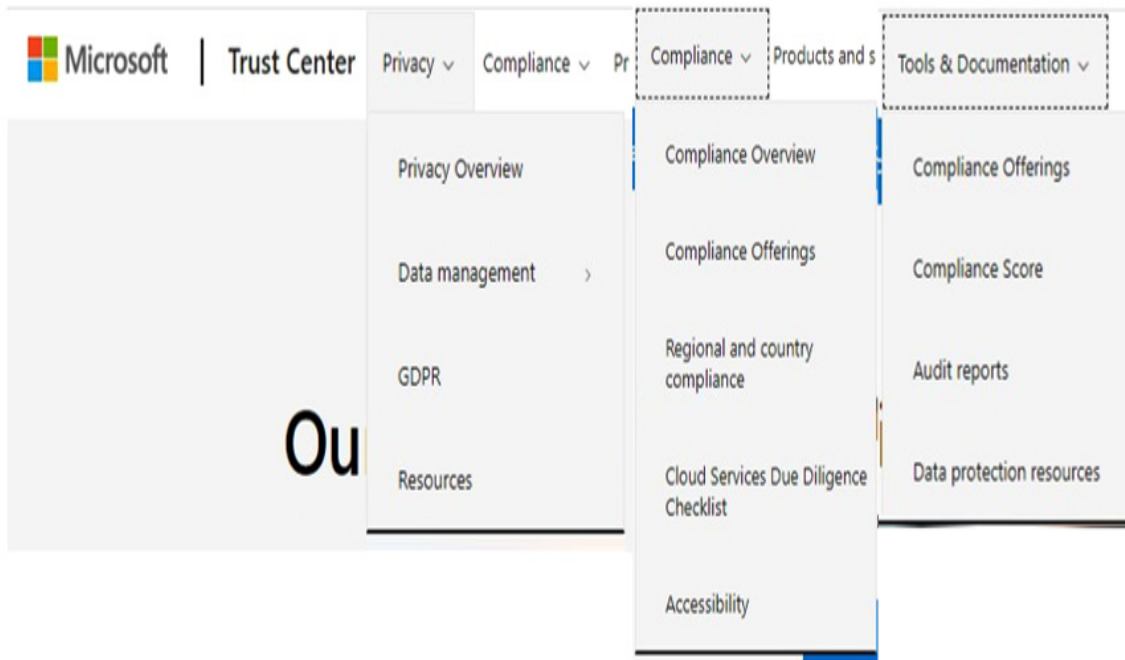 Microsoft | Trust Center
Privacy
Compliance
Pr
Privacy Overview
Data management
GDPR
Resources
Ou
Compliance
Products and s
Compliance Overview
Compliance Offerings
Regional and country
compliance
Cloud Services Due Diligence
Checklist
Accessibility
Tools & Documentation
Compliance Offerings
Compliance Score
Audit reports
Data protection resources